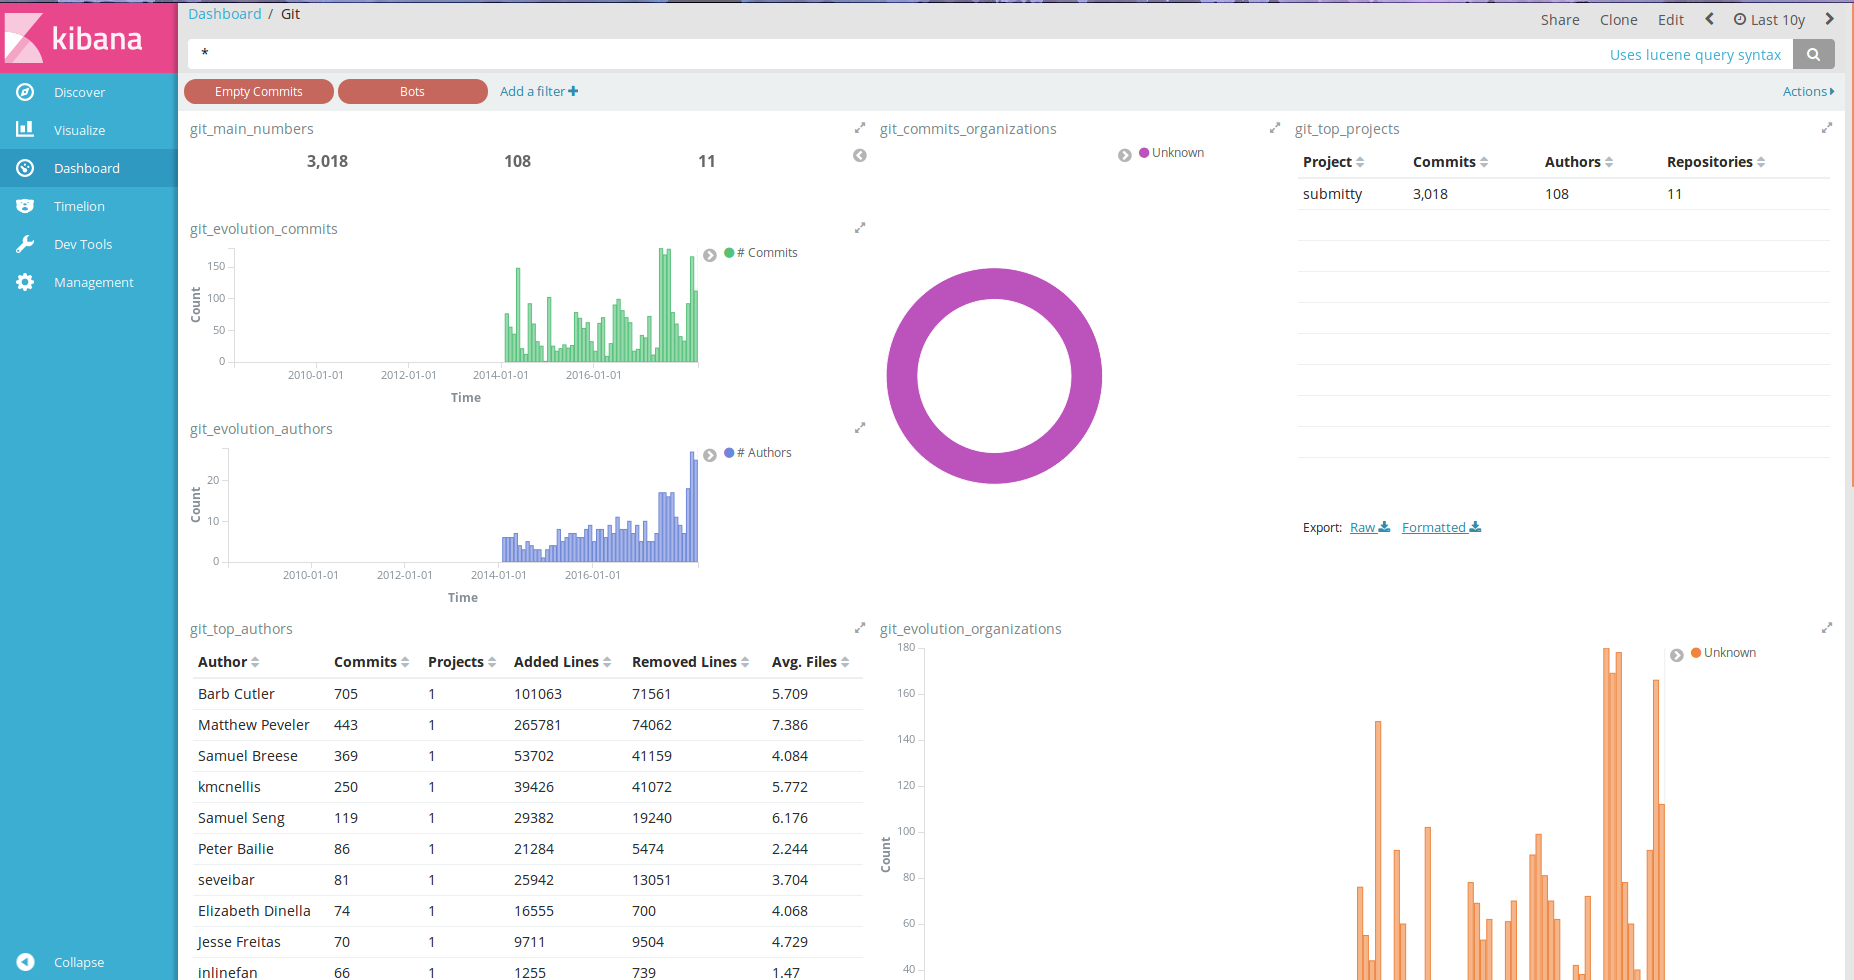 kibana
Discover
Visualize
Dashboard
Timelion
Dev Tools
Management
Collapse
Dashboard / Git
Share Clone Edit Last 10y
*
Uses lucene query syntax
Empty Commits Bots Add a filter
Actions
git_main_numbers
3,018 108 11
git_evolution_commits
# Commits
150
100
50
0
Count
2010-01-01 2012-01-01 2014-01-01 2016-01-01
Time
git_evolution_authors
# Authors
20
10
0
Count
2010-01-01 2012-01-01 2014-01-01 2016-01-01
Time
git_commits_organizations
Unknown
git_top_projects
Project Commits Authors Repositories
submitty 3,018 108 11
Export: Raw Formatted
git_top_authors
Author Commits Projects Added Lines Removed Lines Avg. Files
Barb Cutler 705 1 101063 71561 5.709
Matthew Peveler 443 1 265781 74062 7.386
Samuel Breese 369 1 53702 41159 4.084
kmcnellis 250 1 39426 41072 5.772
Samuel Seng 119 1 29382 19240 6.176
Peter Bailie 86 1 21284 5474 2.244
seveibar 81 1 25942 13051 3.704
Elizabeth Dinella 74 1 16555 700 4.068
Jesse Freitas 70 1 9711 9504 4.729
inlinefan 66 1 1255 739 1.47
git_evolution_organizations
Unknown
180
160
140
120
100
80
60
40
Count